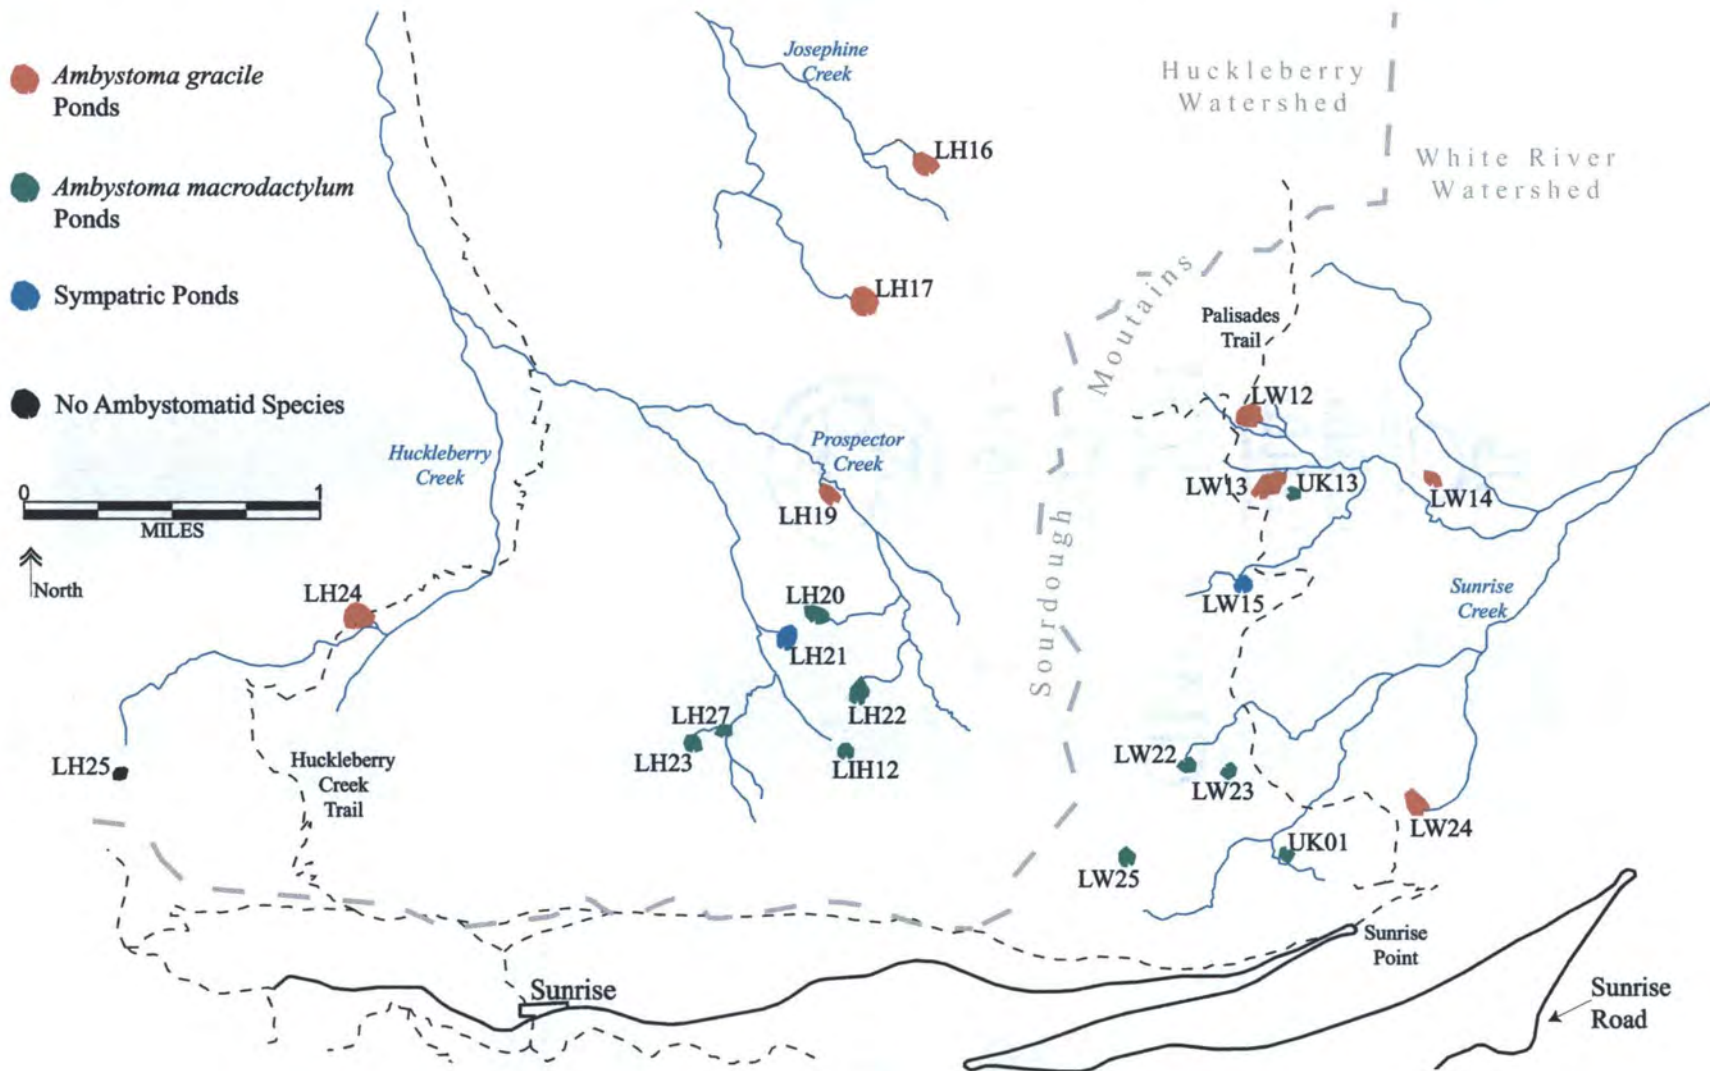 Ambystoma gracile
Ponds
Ambystoma macrodactylum
Ponds
Sympatric Ponds
No Ambystomatid Species
0 1
MILES
North
Josephine
Creek
Huckleberry
Watershed
White River
Watershed
LH16
LH17
Sourdough Moutains
Palisades
Trail
LW12
Huckleberry
Creek
Prospector
Creek
LH19
LW13
UK13
LW14
LH24
LH20
LH21
LW15
Sunrise
Creek
LH22
LH27
LH23
LIH12
LH25
Huckleberry
Creek
Trail
LW22
LW23
LW24
LW25
UK01
Sunrise
Point
Sunrise
Sunrise
Road